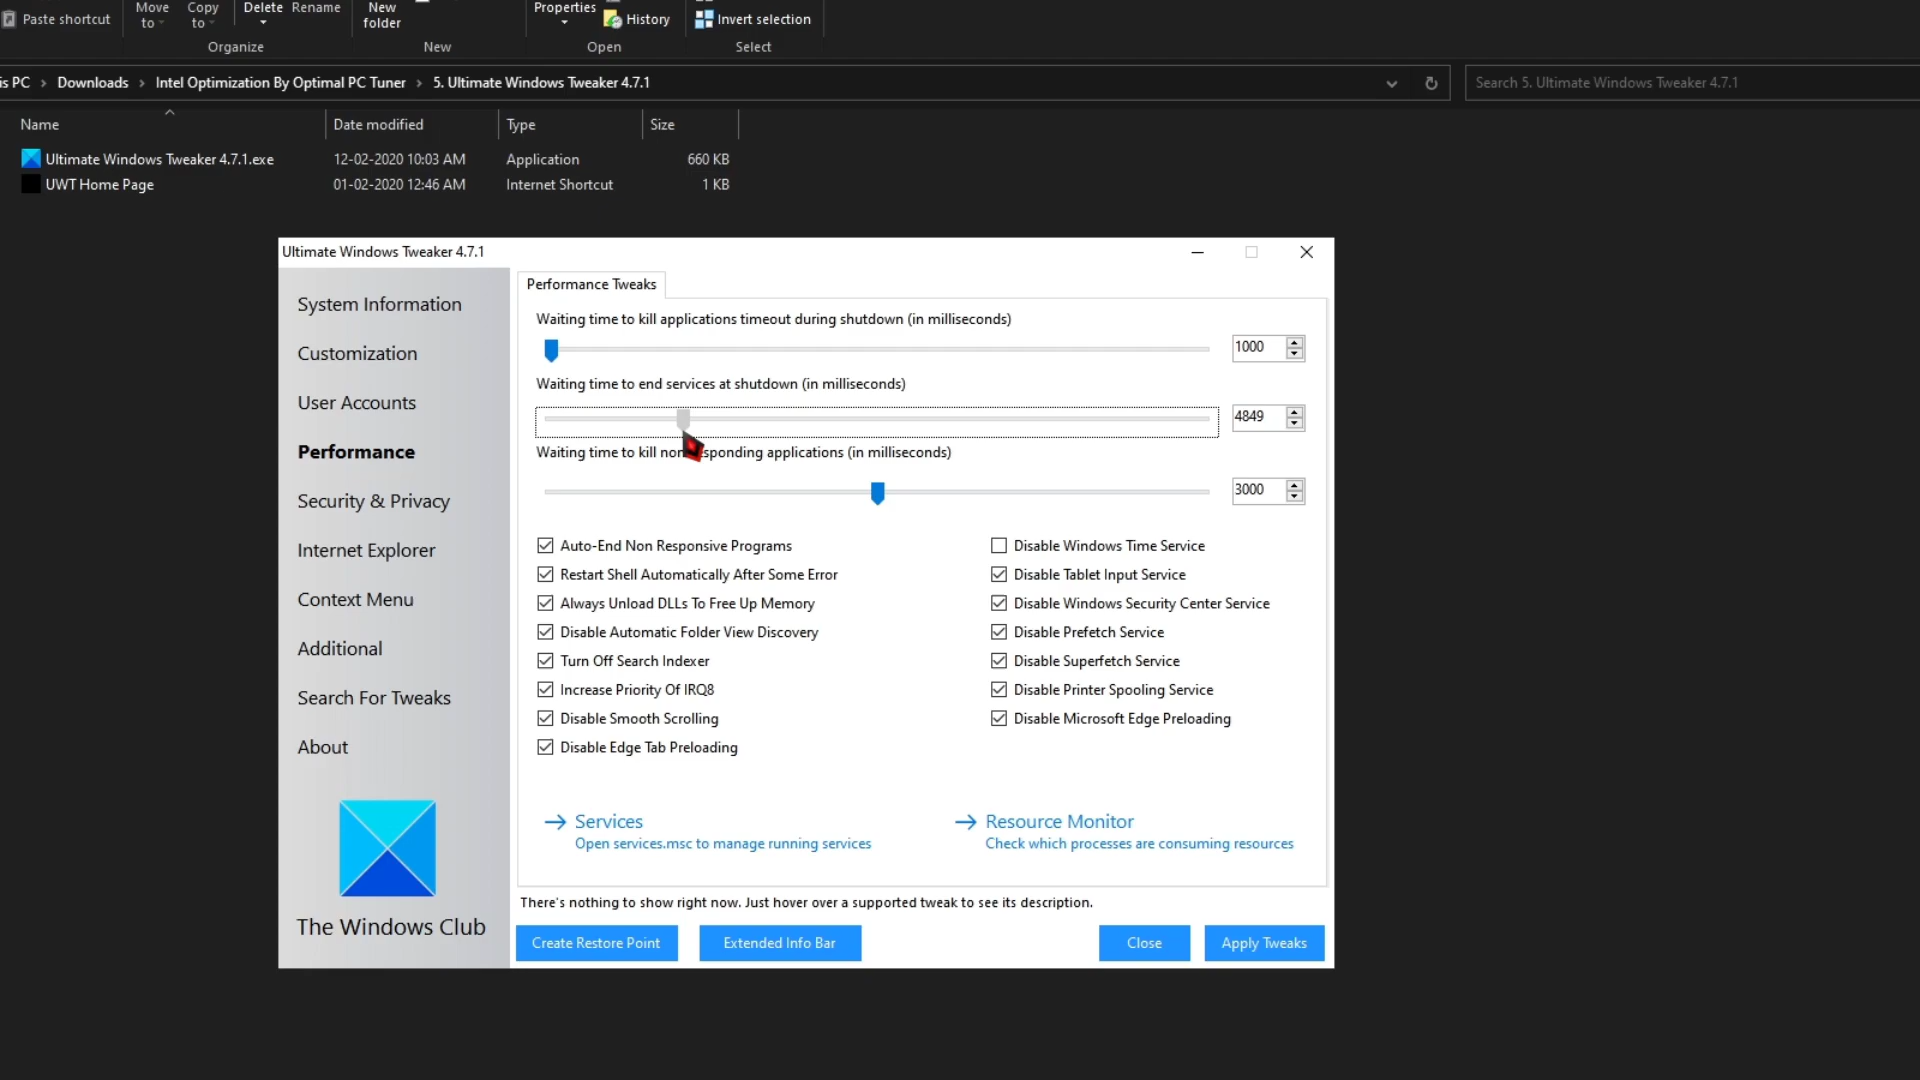 Paste shortcut
Move to
Copy to
Delete
Rename
New folder
Properties
History
Invert selection
Organize
New
Open
Select
is PC > Downloads > Intel Optimization By Optimal PC Tuner > 5. Ultimate Windows Tweaker 4.7.1
Search 5. Ultimate Windows Tweaker 4.7.1
Name Date modified Type Size
Ultimate Windows Tweaker 4.7.1.exe 12-02-2020 10:03 AM Application 660 KB
UWT Home Page 01-02-2020 12:46 AM Internet Shortcut 1 KB
Ultimate Windows Tweaker 4.7.1
System Information
Customization
User Accounts
Performance
Security & Privacy
Internet Explorer
Context Menu
Additional
Search For Tweaks
About
The Windows Club
Performance Tweaks
Waiting time to kill applications timeout during shutdown (in milliseconds)
1000
Waiting time to end services at shutdown (in milliseconds)
4849
Waiting time to kill non sponding applications (in milliseconds)
3000
Auto-End Non Responsive Programs
Restart Shell Automatically After Some Error
Always Unload DLLs To Free Up Memory
Disable Automatic Folder View Discovery
Turn Off Search Indexer
Increase Priority Of IRQ8
Disable Smooth Scrolling
Disable Edge Tab Preloading
Disable Windows Time Service
Disable Tablet Input Service
Disable Windows Security Center Service
Disable Prefetch Service
Disable Superfetch Service
Disable Printer Spooling Service
Disable Microsoft Edge Preloading
Services
Open services.msc to manage running services
Resource Monitor
Check which processes are consuming resources
There's nothing to show right now. Just hover over a supported tweak to see its description.
Create Restore Point
Extended Info Bar
Close
Apply Tweaks